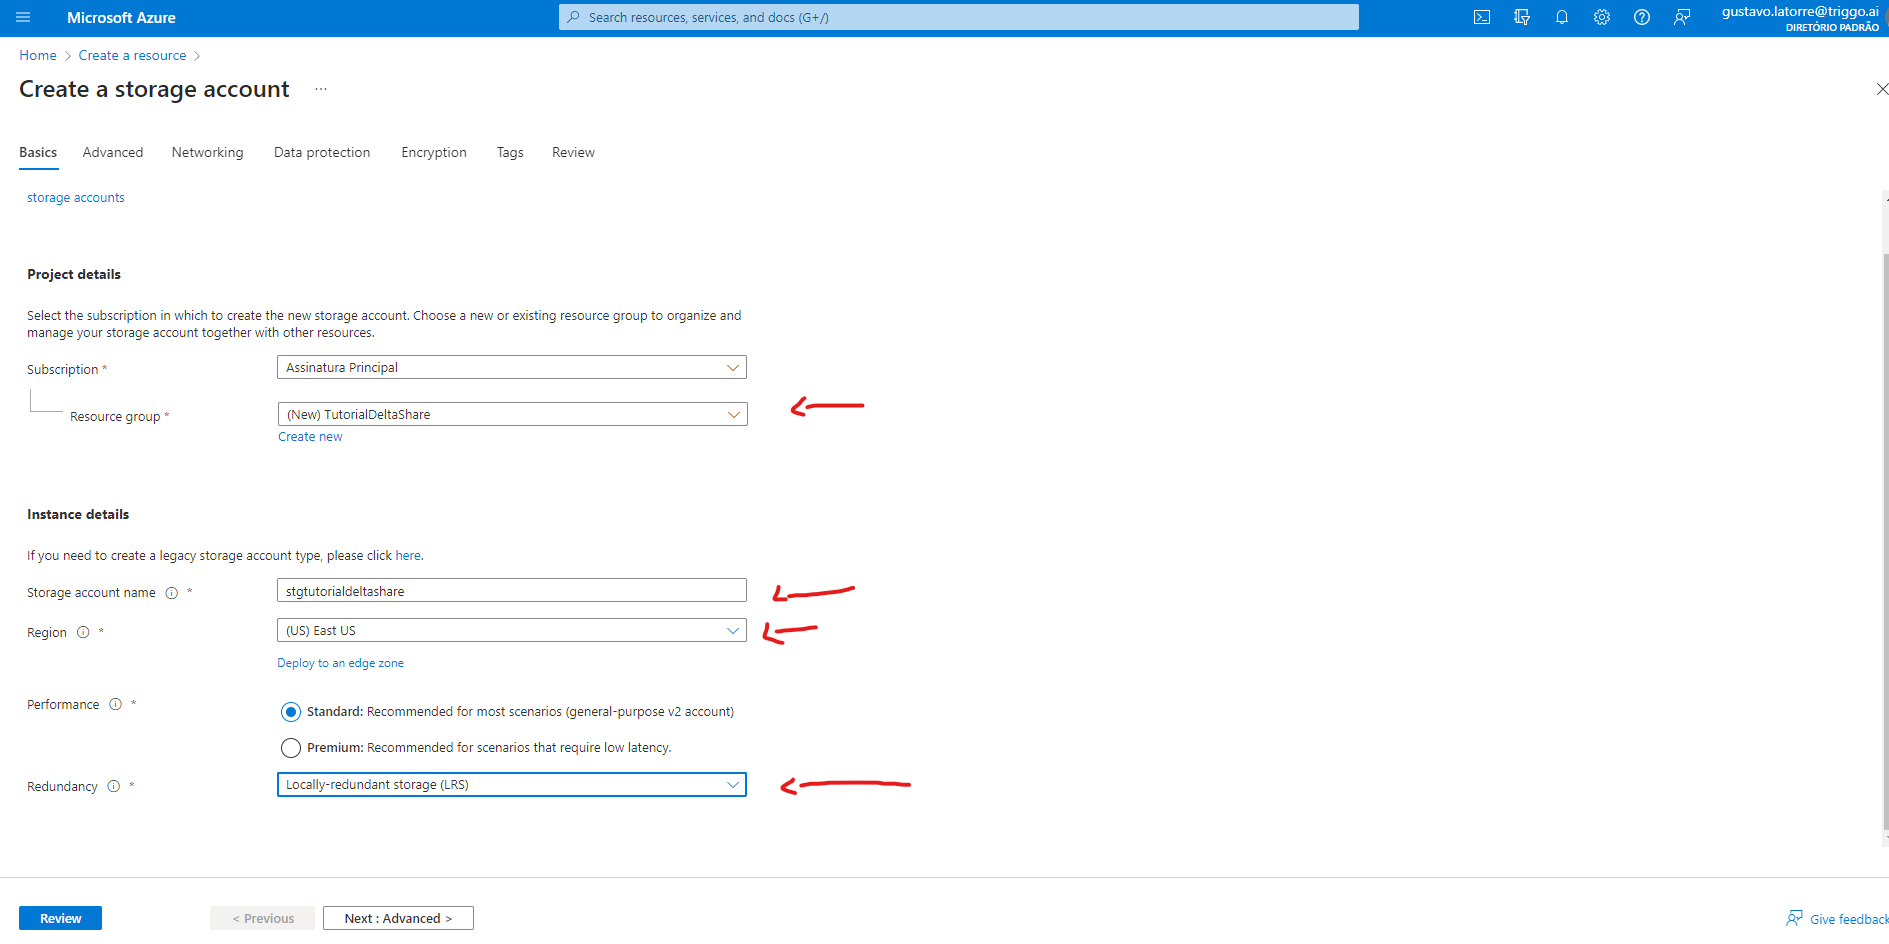 Microsoft Azure
Search resources, services, and docs (G+/)
gustavo.latorre@triggo.ai
DIRETÓRIO PADRÃO
Home > Create a resource >
Create a storage account ...
Basics Advanced Networking Data protection Encryption Tags Review
storage accounts
Project details
Select the subscription in which to create the new storage account. Choose a new or existing resource group to organize and
manage your storage account together with other resources.
Subscription * Assinatura Principal
Resource group * (New) TutorialDeltaShare
Create new
Instance details
If you need to create a legacy storage account type, please click here.
Storage account name * stgtutorialdeltashare
Region * (US) East US
Deploy to an edge zone
Performance * Standard: Recommended for most scenarios (general-purpose v2 account)
Premium: Recommended for scenarios that require low latency.
Redundancy * Locally-redundant storage (LRS)
Review < Previous Next : Advanced > Give feedback